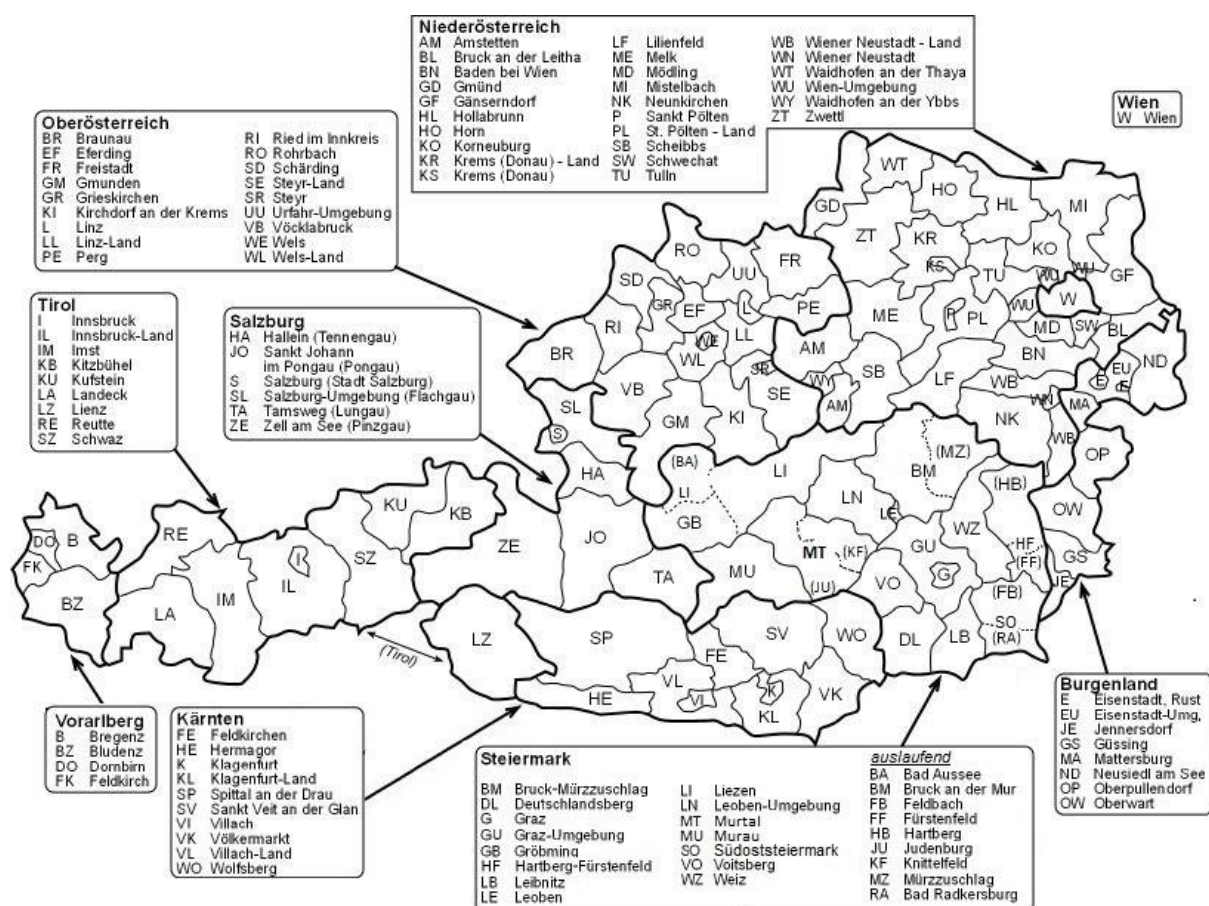 Niederösterreich
AM Amstetten
BL Bruck an der Leitha
BN Baden bei Wien
GD Gmünd
GF Gänserndorf
HL Hollabrunn
HO Horn
KO Korneuburg
KR Krems (Donau) - Land
KS Krems (Donau)
LF Lilienfeld
ME Melk
MD Mödling
MI Mistelbach
NK Neunkirchen
P Sankt Pölten
PL St. Pölten - Land
SB Scheibbs
SW Schwechat
TU Tulln
WB Wiener Neustadt - Land
WN Wiener Neustadt
WT Waidhofen an der Thaya
WU Wien-Umgebung
WY Waidhofen an der Ybbs
ZT Zwettl
Wien
W Wien
Oberösterreich
BR Braunau
EF Eferding
FR Freistadt
GM Gmunden
GR Grieskirchen
KI Kirchdorf an der Krems
L Linz
LL Linz-Land
PE Perg
RI Ried im Innkreis
RO Rohrbach
SD Schärding
SE Steyr-Land
SR Steyr
UU Urfahr-Umgebung
VB Vöcklabruck
WE Wels
WL Wels-Land
Tirol
I Innsbruck
IL Innsbruck-Land
IM Imst
KB Kitzbühel
KU Kufstein
LA Landeck
LZ Lienz
RE Reutte
SZ Schwaz
Salzburg
HA Hallein (Tennengau)
JO Sankt Johann
im Pongau (Pongau)
S Salzburg (Stadt Salzburg)
SL Salzburg-Umgebung (Flachgau)
TA Tamsweg (Lungau)
ZE Zell am See (Pinzgau)
WT
GD
HO
HL
MI
ZT
KR
KS
KO
TU
WU
WU
GF
W
WU
RO
UU
FR
PE
SD
GR
EF
L
RI
WE
WL
LL
BR
VB
SR
SE
GM
KI
ME
P
PL
MD
SW
BL
AM
WY
AM
SB
LF
BN
WB
WN
NK
WB
ND
EU
E
E
MA
OP
SL
S
HA
(BA)
LI
LI
GB
BM
(MZ)
(HB)
LN
LE
WZ
OW
KU
KB
ZE
JO
TA
MU
MT
(KF)
(JU)
GU
G
VO
HF
(FF)
(FB)
SO
(RA)
GS
JE
DO
B
FK
BZ
RE
LA
IM
IL
I
SZ
LZ
(Tirol)
SP
SV
WO
FE
VL
VI
HE
K
KL
VK
DL
LB
Vorarlberg
B Bregenz
BZ Bludenz
DO Dornbirn
FK Feldkirch
Kärnten
FE Feldkirchen
HE Hermagor
K Klagenfurt
KL Klagenfurt-Land
SP Spittal an der Drau
SV Sankt Veit an der Glan
VI Villach
VK Völkermarkt
VL Villach-Land
WO Wolfsberg
Steiermark
BM Bruck-Mürzzuschlag
DL Deutschlandsberg
G Graz
GU Graz-Umgebung
GB Gröbming
HF Hartberg-Fürstenfeld
LB Leibnitz
LE Leoben
LI Liezen
LN Leoben-Umgebung
MT Murtal
MU Murau
SO Südoststeiermark
VO Voitsberg
WZ Weiz
auslaufend
BA Bad Aussee
BM Bruck an der Mur
FB Feldbach
FF Fürstenfeld
HB Hartberg
JU Judenburg
KF Knittelfeld
MZ Mürzzuschlag
RA Bad Radkersburg
Burgenland
E Eisenstadt, Rust
EU Eisenstadt-Umg,
JE Jennersdorf
GS Güssing
MA Mattersburg
ND Neusiedl am See
OP Oberpullendorf
OW Oberwart